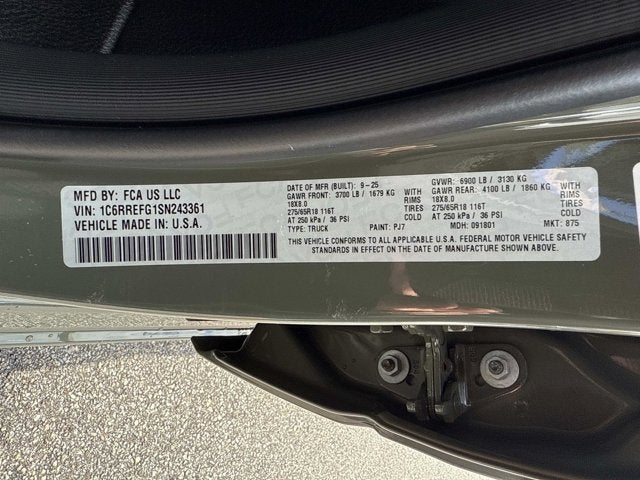 MFD BY: FCA US LLC
VIN: 1C6RREFG1SN243361
VEHICLE MADE IN: U.S.A.
DATE OF MFR (BUILT): 9-25 GVWR: 6900 LB / 3130 KG
GAWR FRONT: 3700 LB / 1679 KG WITH GAWR REAR: 4100 LB / 1860 KG WITH
18X8.0 RIMS 18X8.0 RIMS
275/65R18 116T TIRES 275/65R18 116T TIRES
AT 250 kPa / 36 PSI COLD AT 250 kPa / 36 PSI COLD
TYPE: TRUCK PAINT: PJ7 MDH: 091801 MKT: 875
THIS VEHICLE CONFORMS TO ALL APPLICABLE U.S.A. FEDERAL MOTOR VEHICLE SAFETY
STANDARDS IN EFFECT ON THE DATE OF MANUFACTURE SHOWN ABOVE.